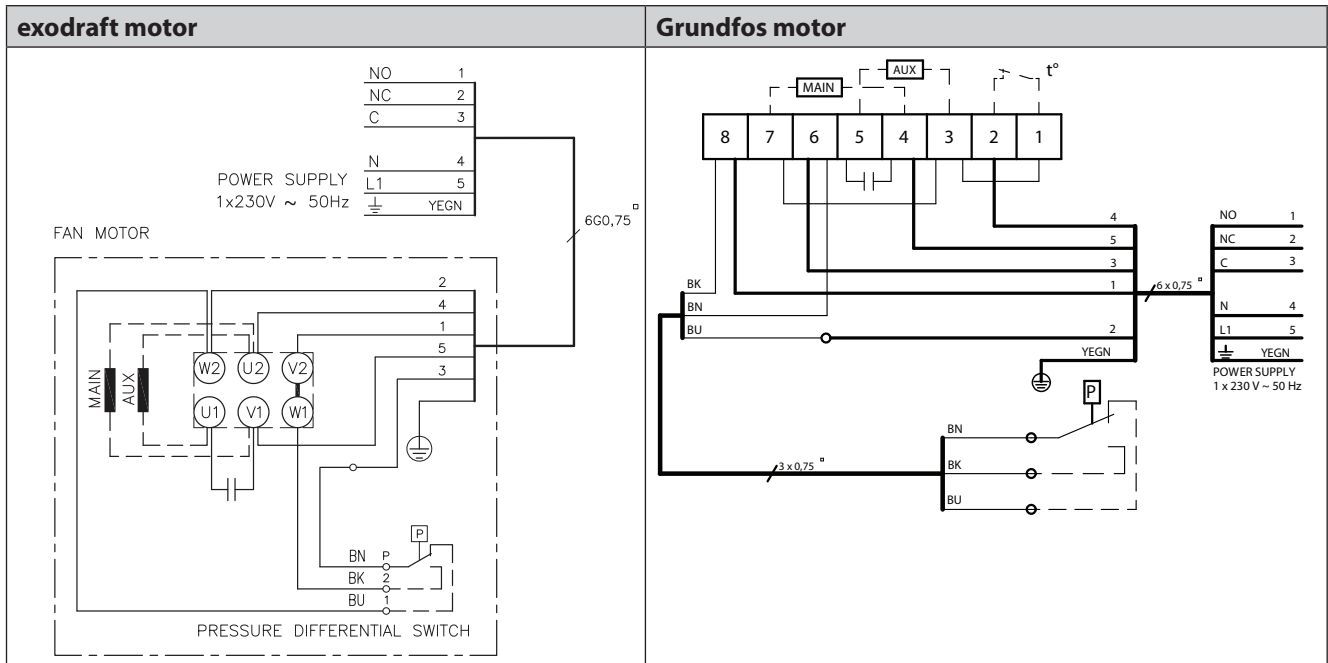 exodraft motor
NO 1
NC 2
C 3
N 4
POWER SUPPLY
L1 5
1x230V ~ 50Hz
YEGN
6G0,75 □
FAN MOTOR
2
4
1
5
3
W2 U2 V2
MAIN
AUX
U1 V1 W1
P
BN P
BK 2
BU 1
PRESSURE DIFFERENTIAL SWITCH
Grundfos motor
AUX
t°
MAIN
8 7 6 5 4 3 2 1
4
5
3
1
2
YEGN
6 x 0,75 □
NO 1
NC 2
C 3
N 4
L1 5
YEGN
POWER SUPPLY
1 x 230 V ~ 50 Hz
BK
BN
BU
3 x 0,75 □
P
BN
BK
BU